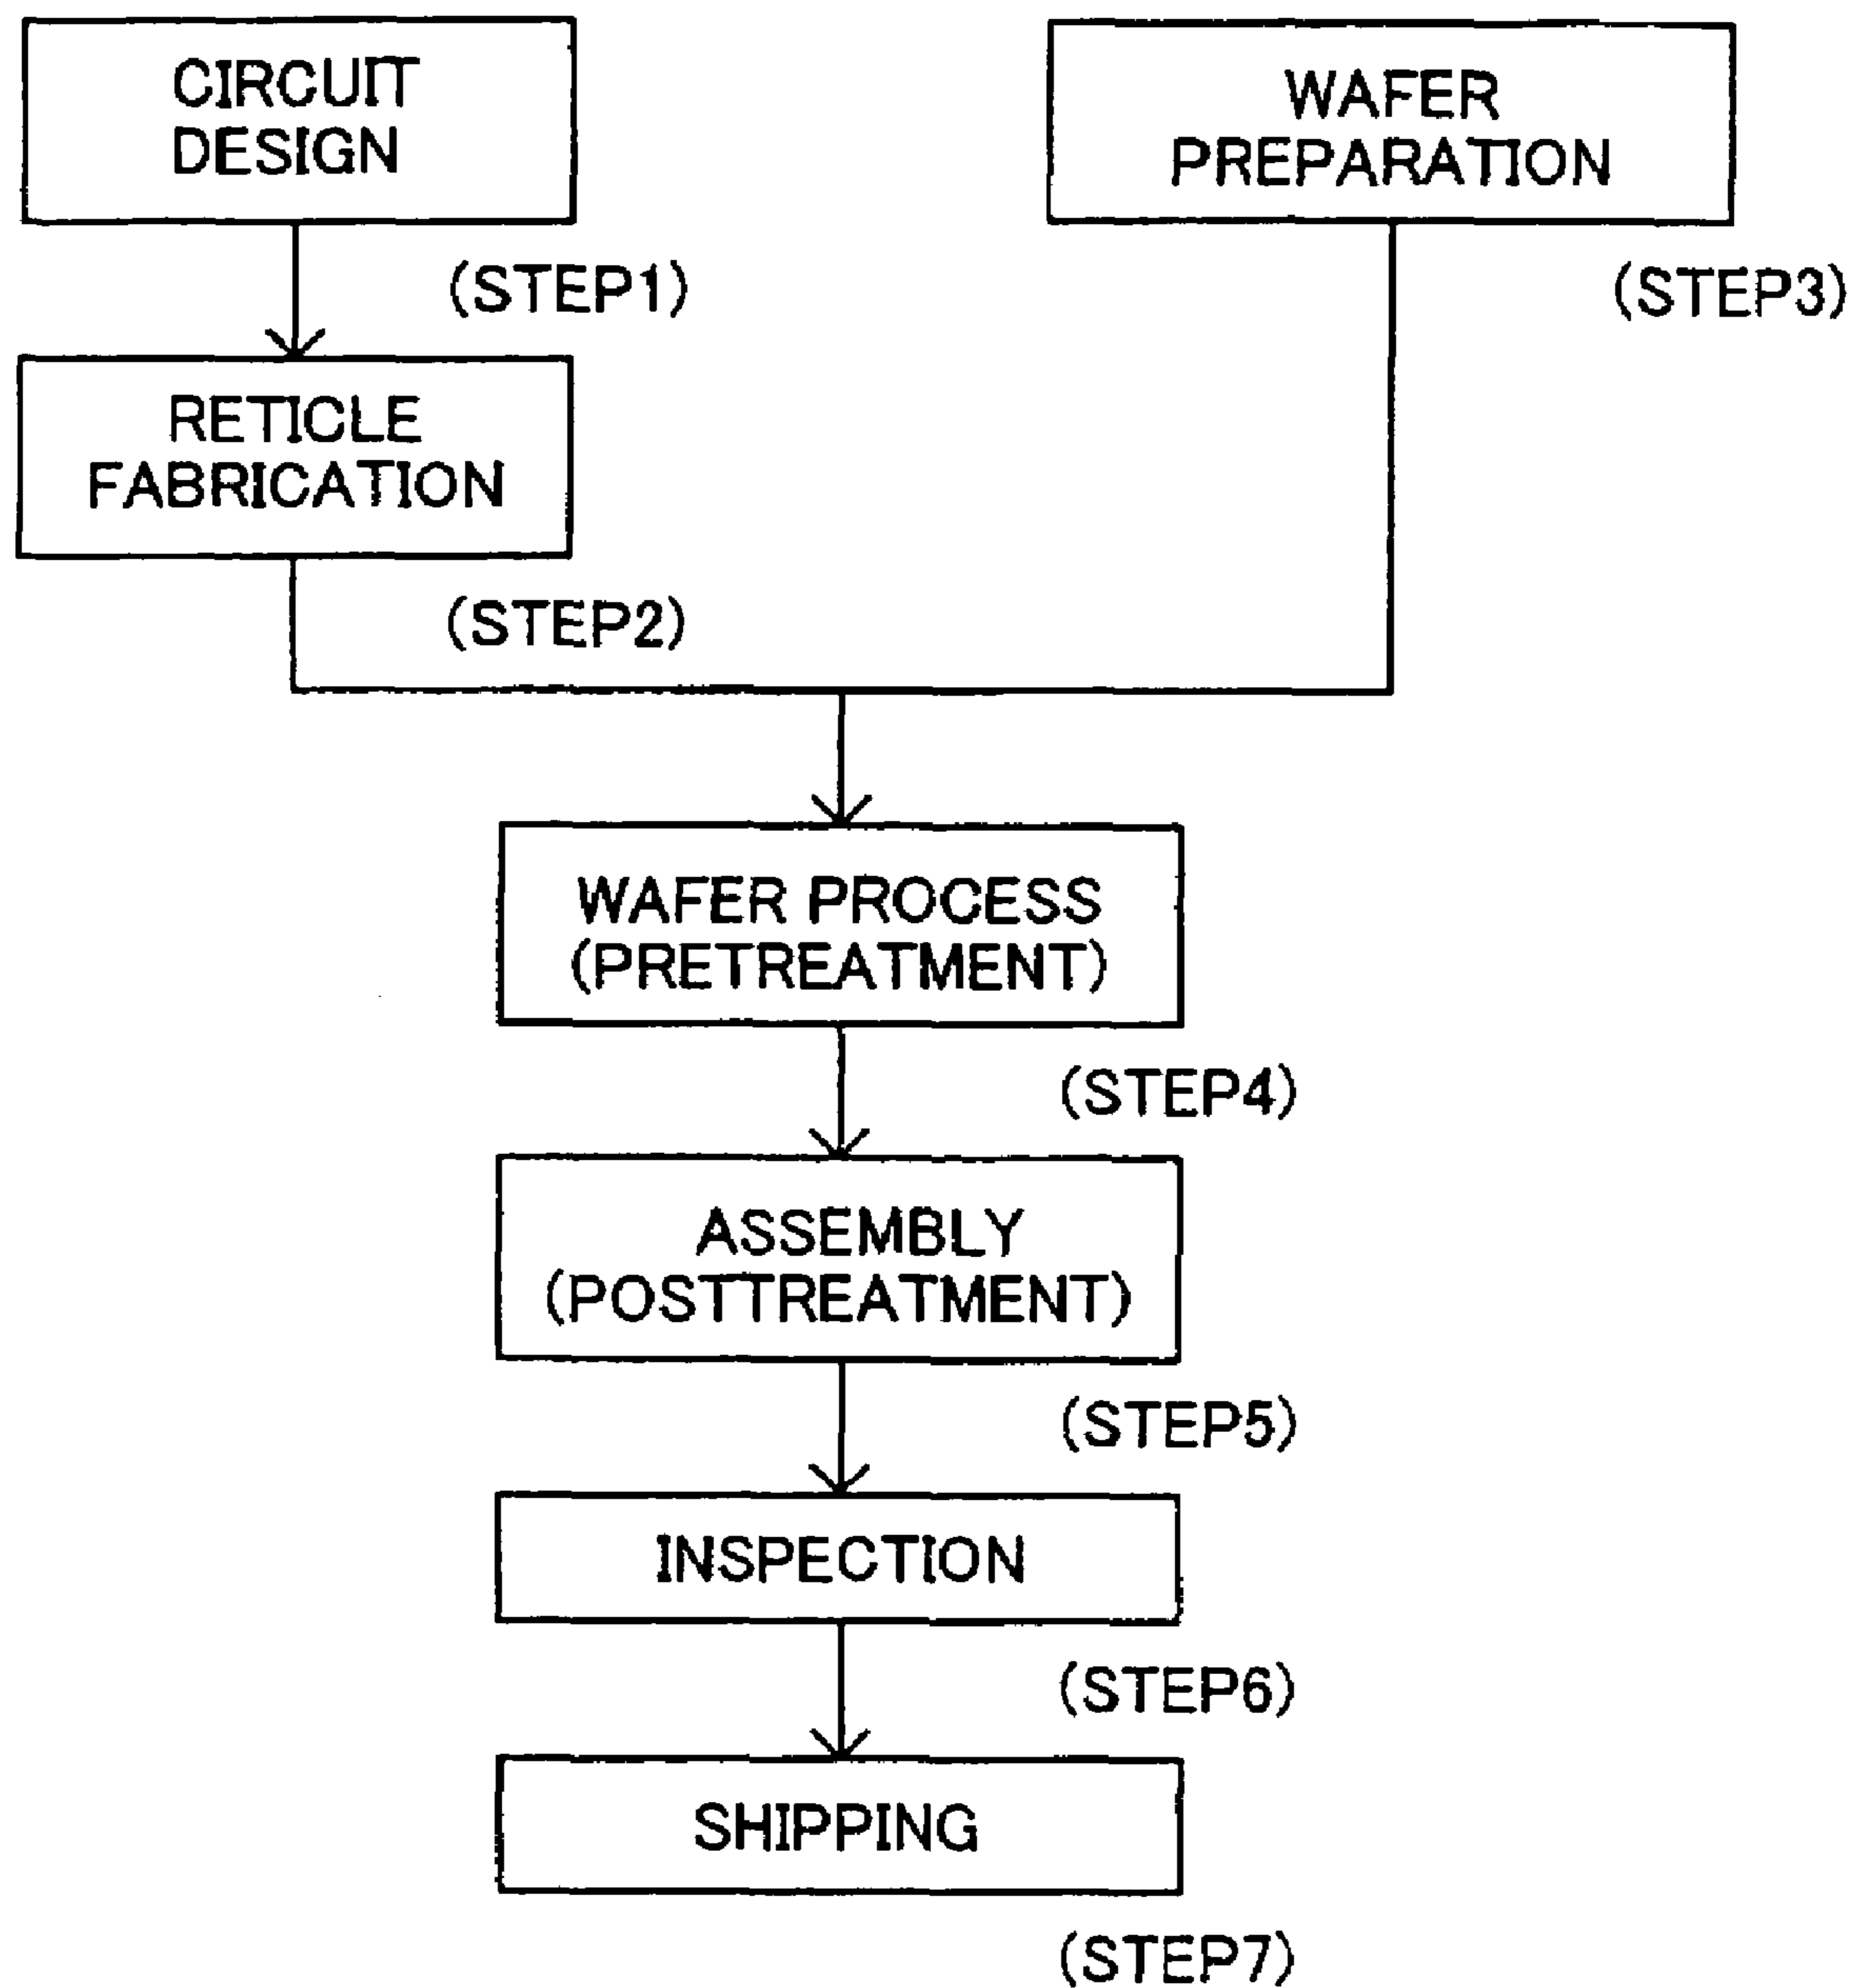 CIRCUIT
DESIGN
(STEP1)
RETICLE
FABRICATION
(STEP2)
WAFER
PREPARATION
(STEP3)
WAFER PROCESS
(PRETREATMENT)
(STEP4)
ASSEMBLY
(POSTTREATMENT)
(STEP5)
INSPECTION
(STEP6)
SHIPPING
(STEP7)